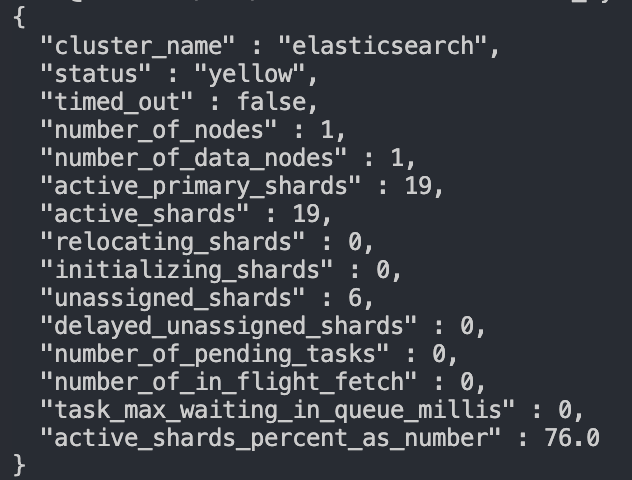 {
"cluster_name" : "elasticsearch",
"status" : "yellow",
"timed_out" : false,
"number_of_nodes" : 1,
"number_of_data_nodes" : 1,
"active_primary_shards" : 19,
"active_shards" : 19,
"relocating_shards" : 0,
"initializing_shards" : 0,
"unassigned_shards" : 6,
"delayed_unassigned_shards" : 0,
"number_of_pending_tasks" : 0,
"number_of_in_flight_fetch" : 0,
"task_max_waiting_in_queue_millis" : 0,
"active_shards_percent_as_number" : 76.0
}